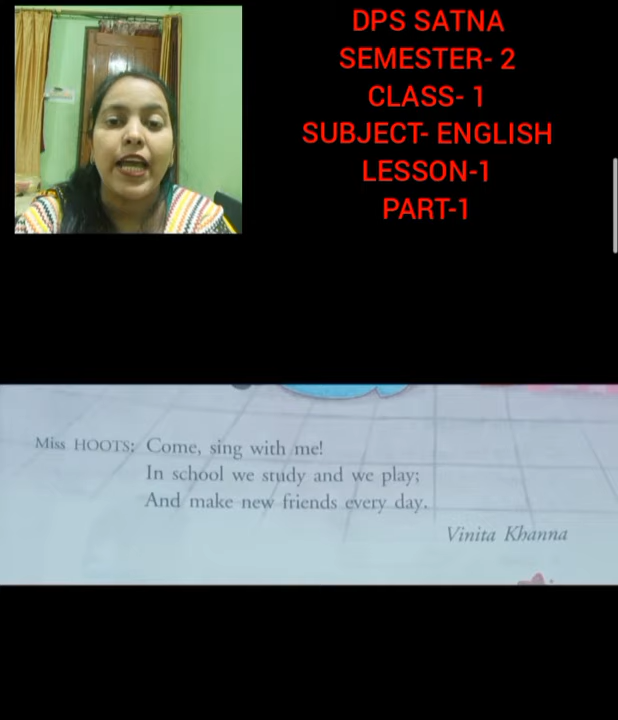 DPS SATNA
SEMESTER- 2
CLASS- 1
SUBJECT- ENGLISH
LESSON-1
PART-1
Miss HOOTS: Come, sing with me!
In school we study and we play;
And make new friends every day.
Vinita Khanna